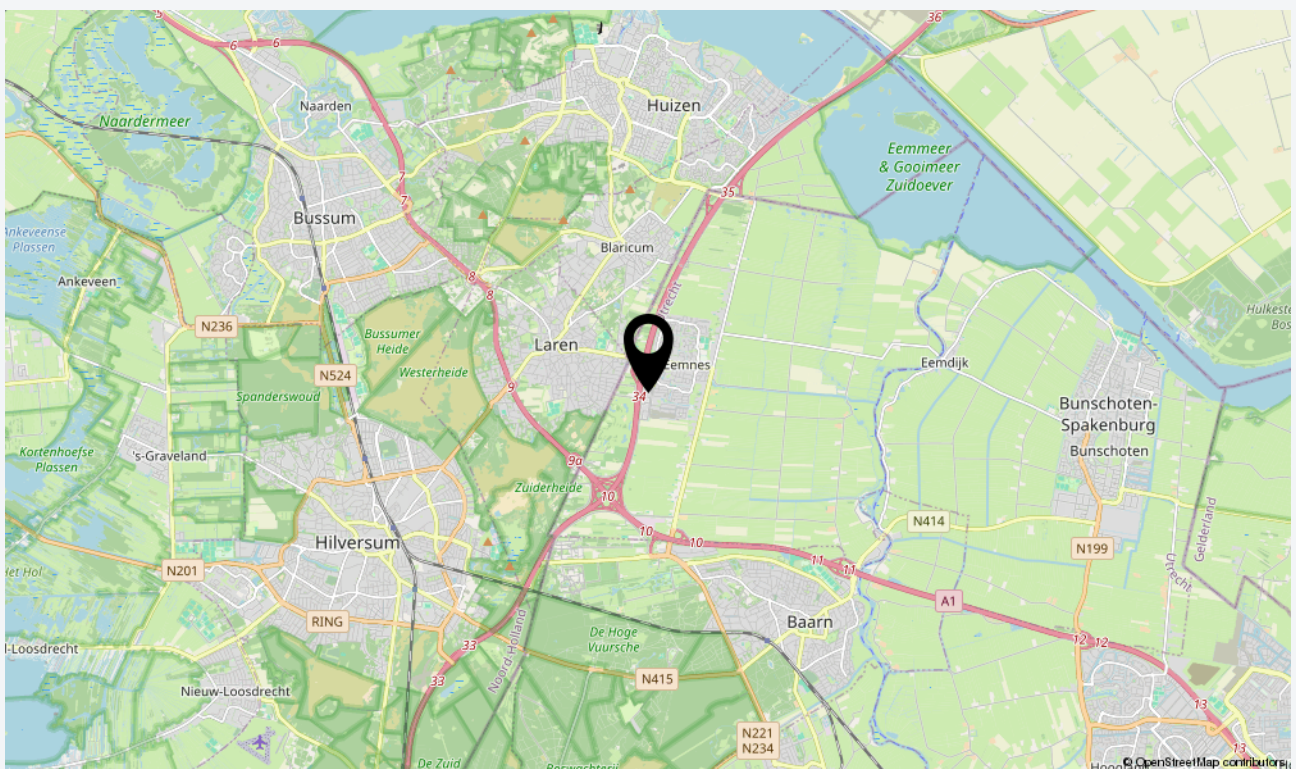 5
6
6
36
Huizen
Naarden
Naardermeer
Eemmeer
& Gooimeer
Zuidoever
7
7
35
Bussum
Ankeveense
Plassen
Blaricum
Ankeveen
8
8
Hulkeste
Bos
N236
Bussumer
Heide
Laren
Eemnes
Eemdijk
N524
Westerheide
9
34
Spanderswoud
Bunschoten-
Spakenburg
Bunschoten
's-Graveland
Kortenhoefse
Plassen
9a
Zuiderheide
10
10
10
N414
Gelderland
Utrecht
Hilversum
N199
Het Hol
N201
11
11
A1
RING
Baarn
De Hoge
Vuursche
12
12
33
Noord-Holland
33
N415
Nieuw-Loosdrecht
13
13
N221
N234
De Zuid
© OpenStreetMap contributors